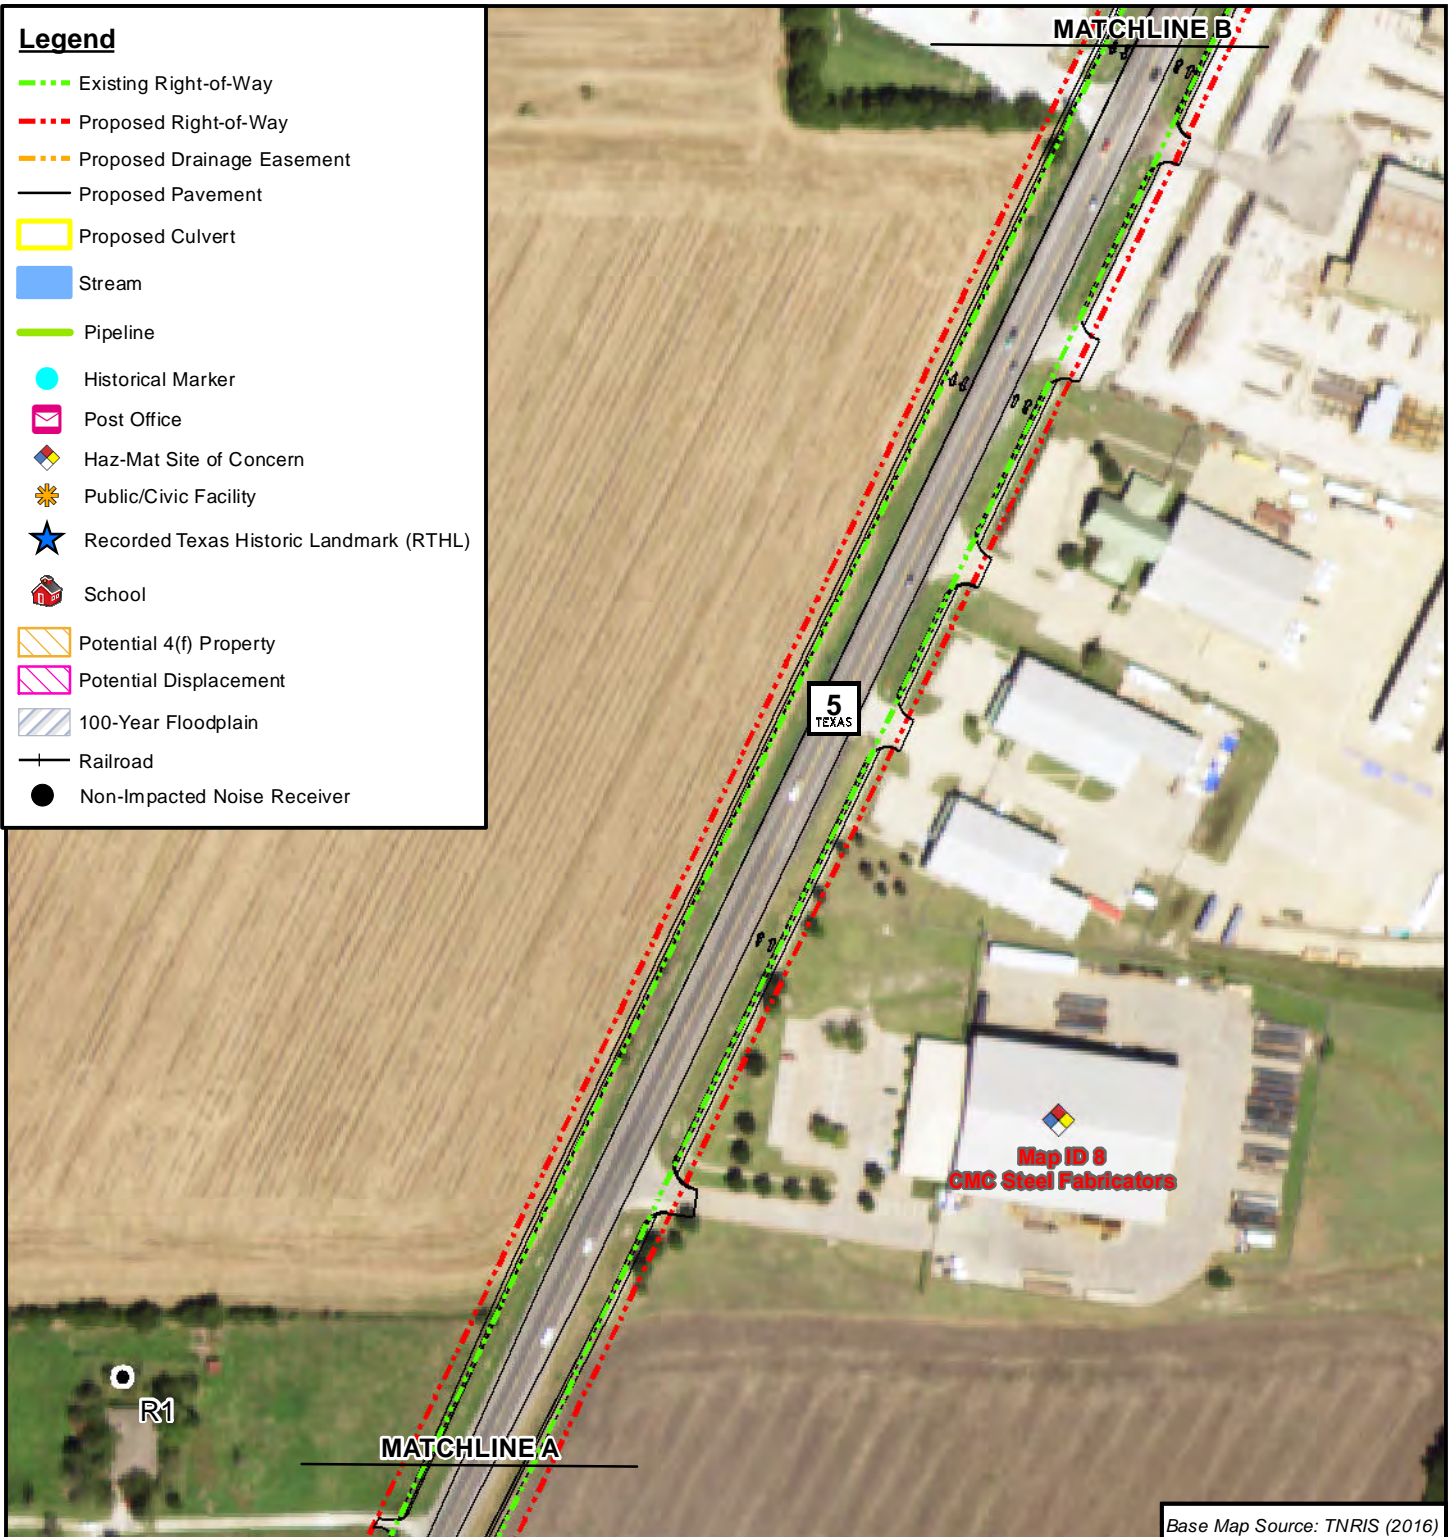 Legend
Existing Right-of-Way
Proposed Right-of-Way
Proposed Drainage Easement
Proposed Pavement
Proposed Culvert
Stream
Pipeline
Historical Marker
Post Office
Haz-Mat Site of Concern
Public/Civic Facility
Recorded Texas Historic Landmark (RTHL)
School
Potential 4(f) Property
Potential Displacement
100-Year Floodplain
Railroad
Non-Impacted Noise Receiver
MATCHLINE B
5
TEXAS
Map ID 8
CMC Steel Fabricators
R1
MATCHLINE A
Base Map Source: TNRIS (2016)